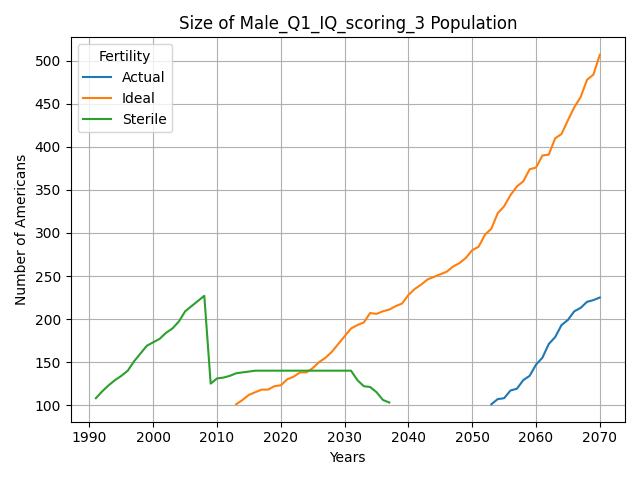 Size of Male_Q1_IQ_scoring_3 Population
Fertility
Actual
Ideal
Sterile
Number of Americans
500
450
400
350
300
250
200
150
100
1990 2000 2010 2020 2030 2040 2050 2060 2070
Years